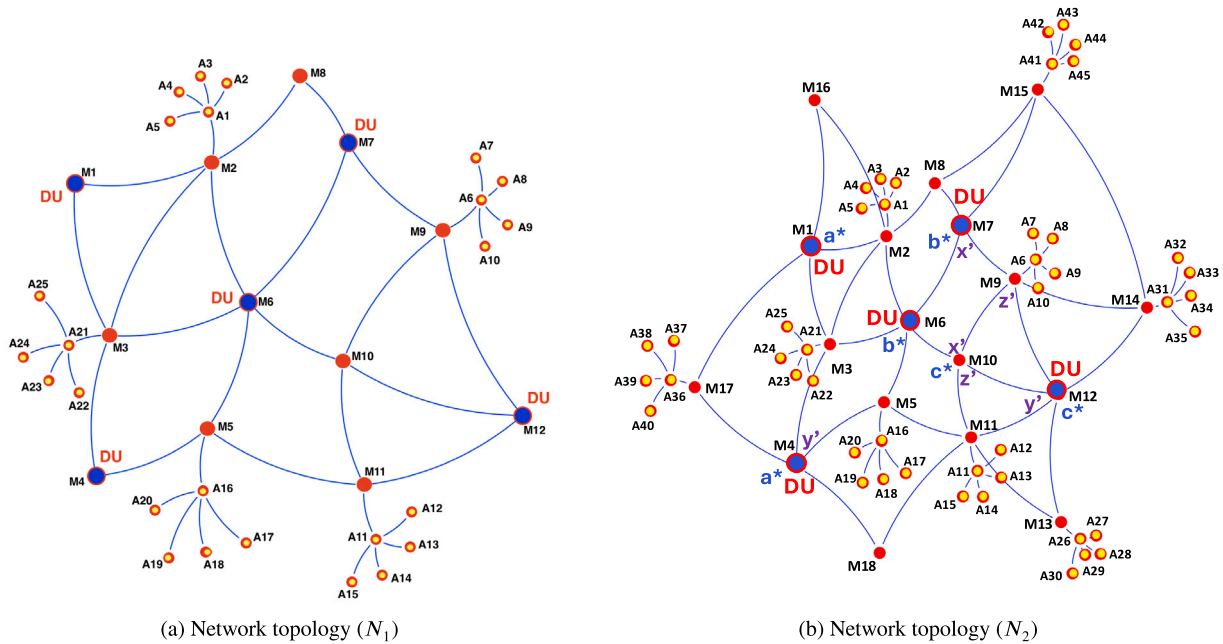 A3
A4
A2
A5
A1
M8
DU
M7
M2
M1
DU
A7
A8
A6
A9
A10
M9
A25
DU
M6
A21
A24
M3
A23
A22
M10
DU
M12
M5
DU
M4
M11
A16
A20
A19
A18
A17
A12
A11
A13
A14
A15
(a) Network topology (N1)
A43
A42
A44
A41
A45
M15
M16
M8
A3
A2
A4
A5
A1
DU
M7
b*
x'
M1
a*
DU
M2
A7
A8
A6
A9
A10
M9
z'
A32
A33
A31
A34
A35
M14
DU
M6
b*
A25
A21
A24
A23
A22
M3
A38
A37
A39
A36
A40
M17
x'
M10
c*
z'
DU
M12
y'
c*
M5
M4
y'
a*
DU
A16
A20
A19
A18
A17
M11
A12
A11
A13
A15
A14
M13
A27
A26
A28
A29
A30
M18
(b) Network topology (N2)